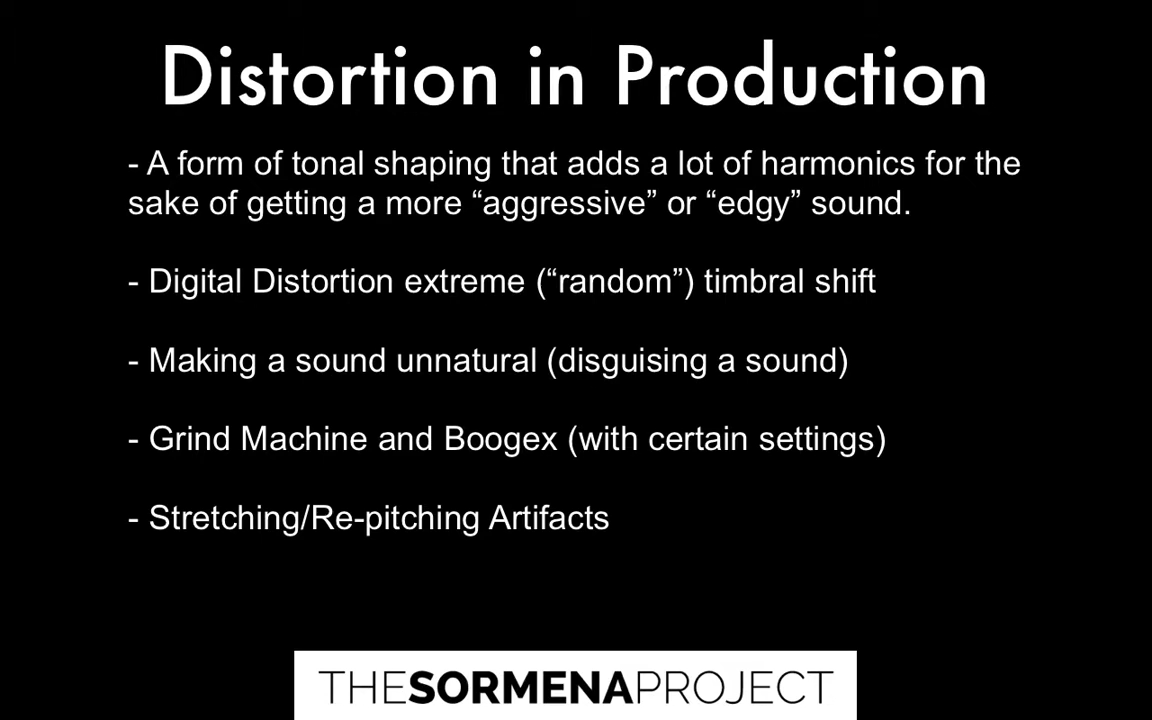 Distortion in Production
- A form of tonal shaping that adds a lot of harmonics for the
sake of getting a more “aggressive” or “edgy” sound.
- Digital Distortion extreme (“random”) timbral shift
- Making a sound unnatural (disguising a sound)
- Grind Machine and Boogex (with certain settings)
- Stretching/Re-pitching Artifacts
THESORMENAPROJECT